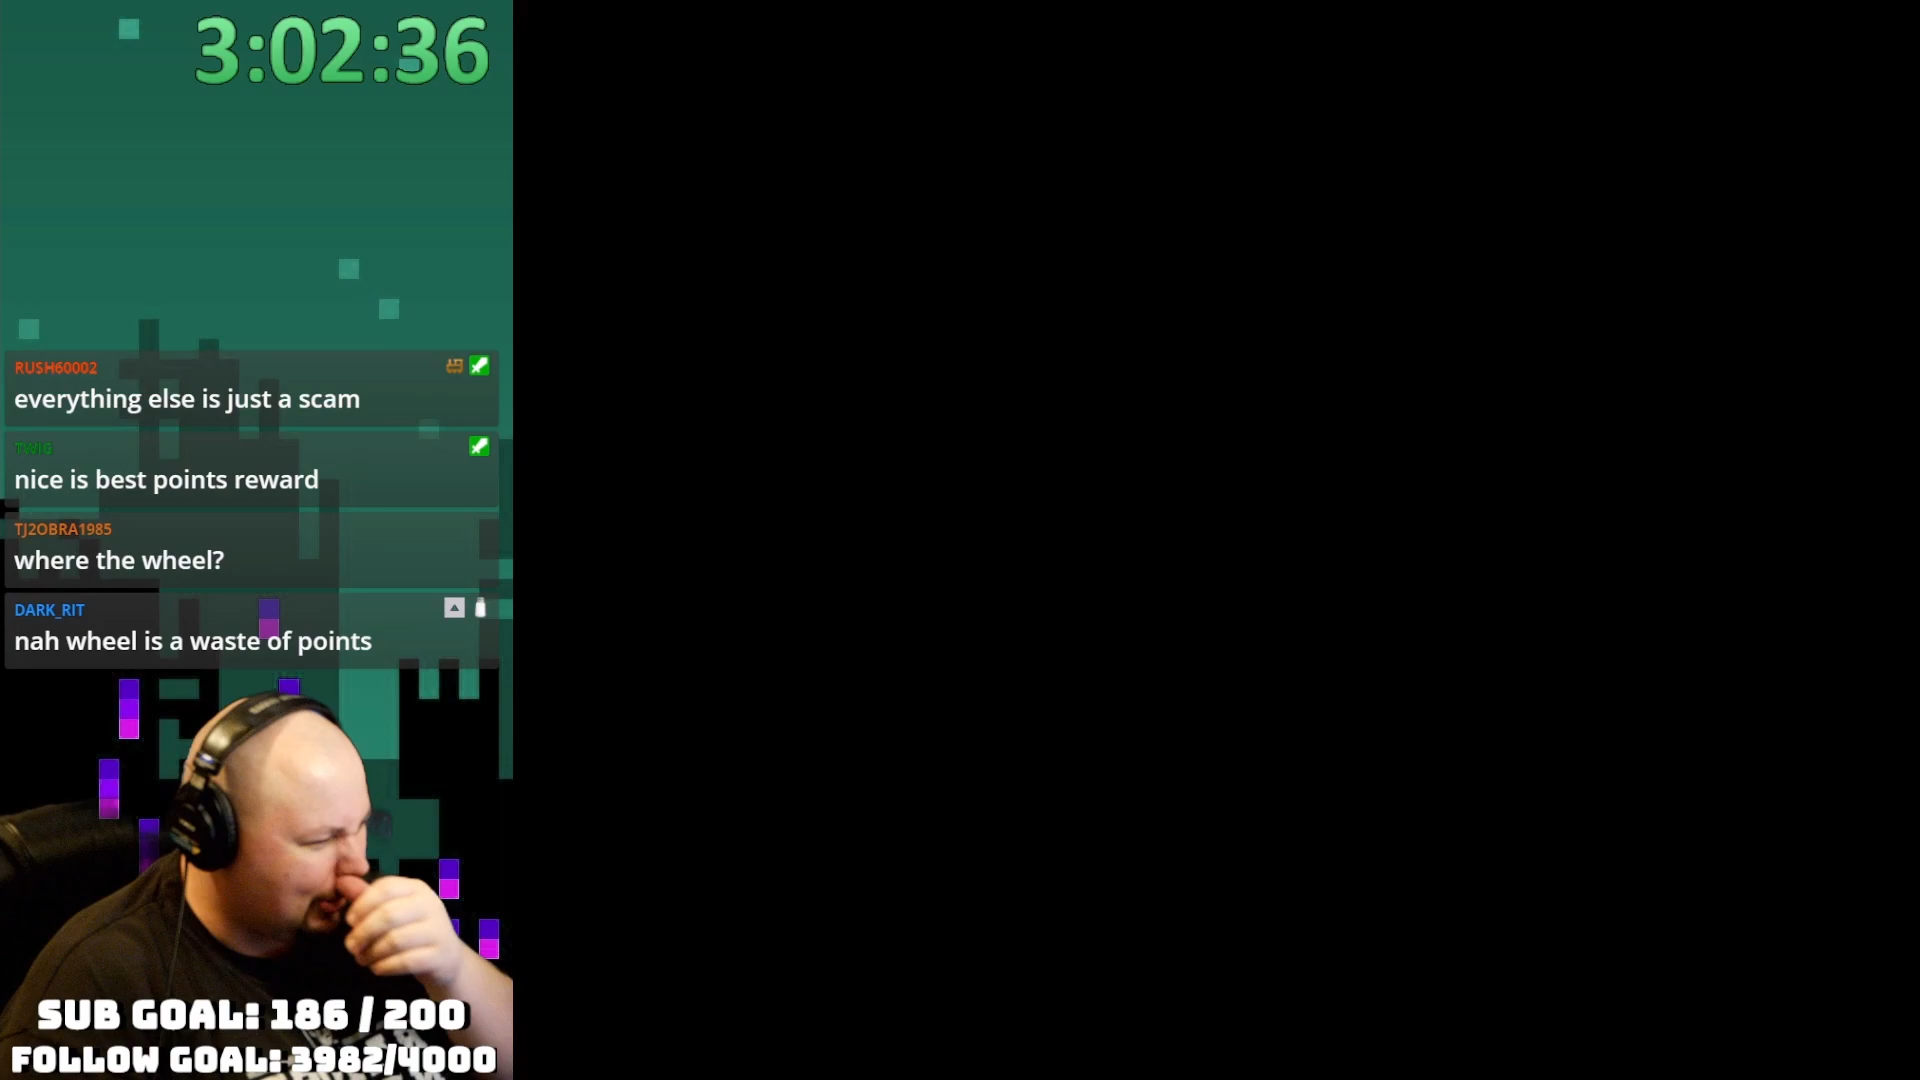 3:02:36
RUSH60002
everything else is just a scam
TWIG
nice is best points reward
TJ2OBRA1985
where the wheel?
DARK_RIT
nah wheel is a waste of points
SUB GOAL: 186 / 200
FOLLOW GOAL: 3982/4000